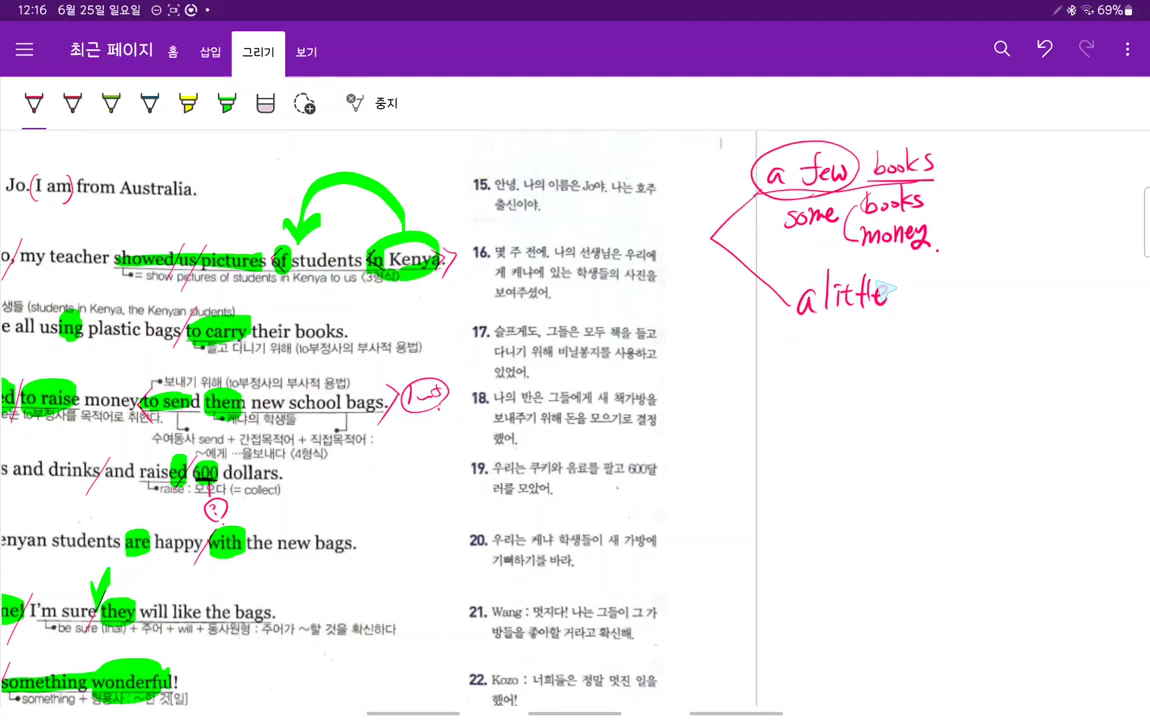 12:16 6월 25일 일요일
69%
최근 페이지 홈 삽입 그리기 보기
중지
Jo. (I am) from Australia.
o, my teacher showed us pictures of students in Kenya.
= show pictures of students in Kenya to us <3형식>
생들 (students in Kenya, the Kenyan students)
e all using plastic bags to carry their books.
들고 다니기 위해 (to부정사의 부사적 용법)
보내기 위해 (to부정사의 부사적 용법)
ed to raise money to send them new school bags.
to부정사를 목적어로 취한다.
케냐의 학생들
수여동사 send + 간접목적어 + 직접목적어 :
~에게 …을보내다 <4형식>
s and drinks and raised 600 dollars.
raise : 모으다 (= collect)
?
enyan students are happy with the new bags.
ne! I'm sure they will like the bags.
be sure (that) + 주어 + will + 동사원형 : 주어가 ~할 것을 확신하다
something wonderful!
something + 형용사 : ~한 것[일]
15. 안녕, 나의 이름은 Jo야. 나는 호주
출신이야.
16. 몇 주 전에, 나의 선생님은 우리에
게 케냐에 있는 학생들의 사진을
보여주셨어.
17. 슬프게도, 그들은 모두 책을 들고
다니기 위해 비닐봉지를 사용하고
있었어.
18. 나의 반은 그들에게 새 책가방을
보내주기 위해 돈을 모으기로 결정
했어.
19. 우리는 쿠키와 음료를 팔고 600달
러를 모았어.
20. 우리는 케냐 학생들이 새 가방에
기뻐하기를 바라.
21. Wang : 멋지다! 나는 그들이 그 가
방들을 좋아할 거라고 확신해.
22. Kozo : 너희들은 정말 멋진 일을
했어!
a few books
some books
money.
a little